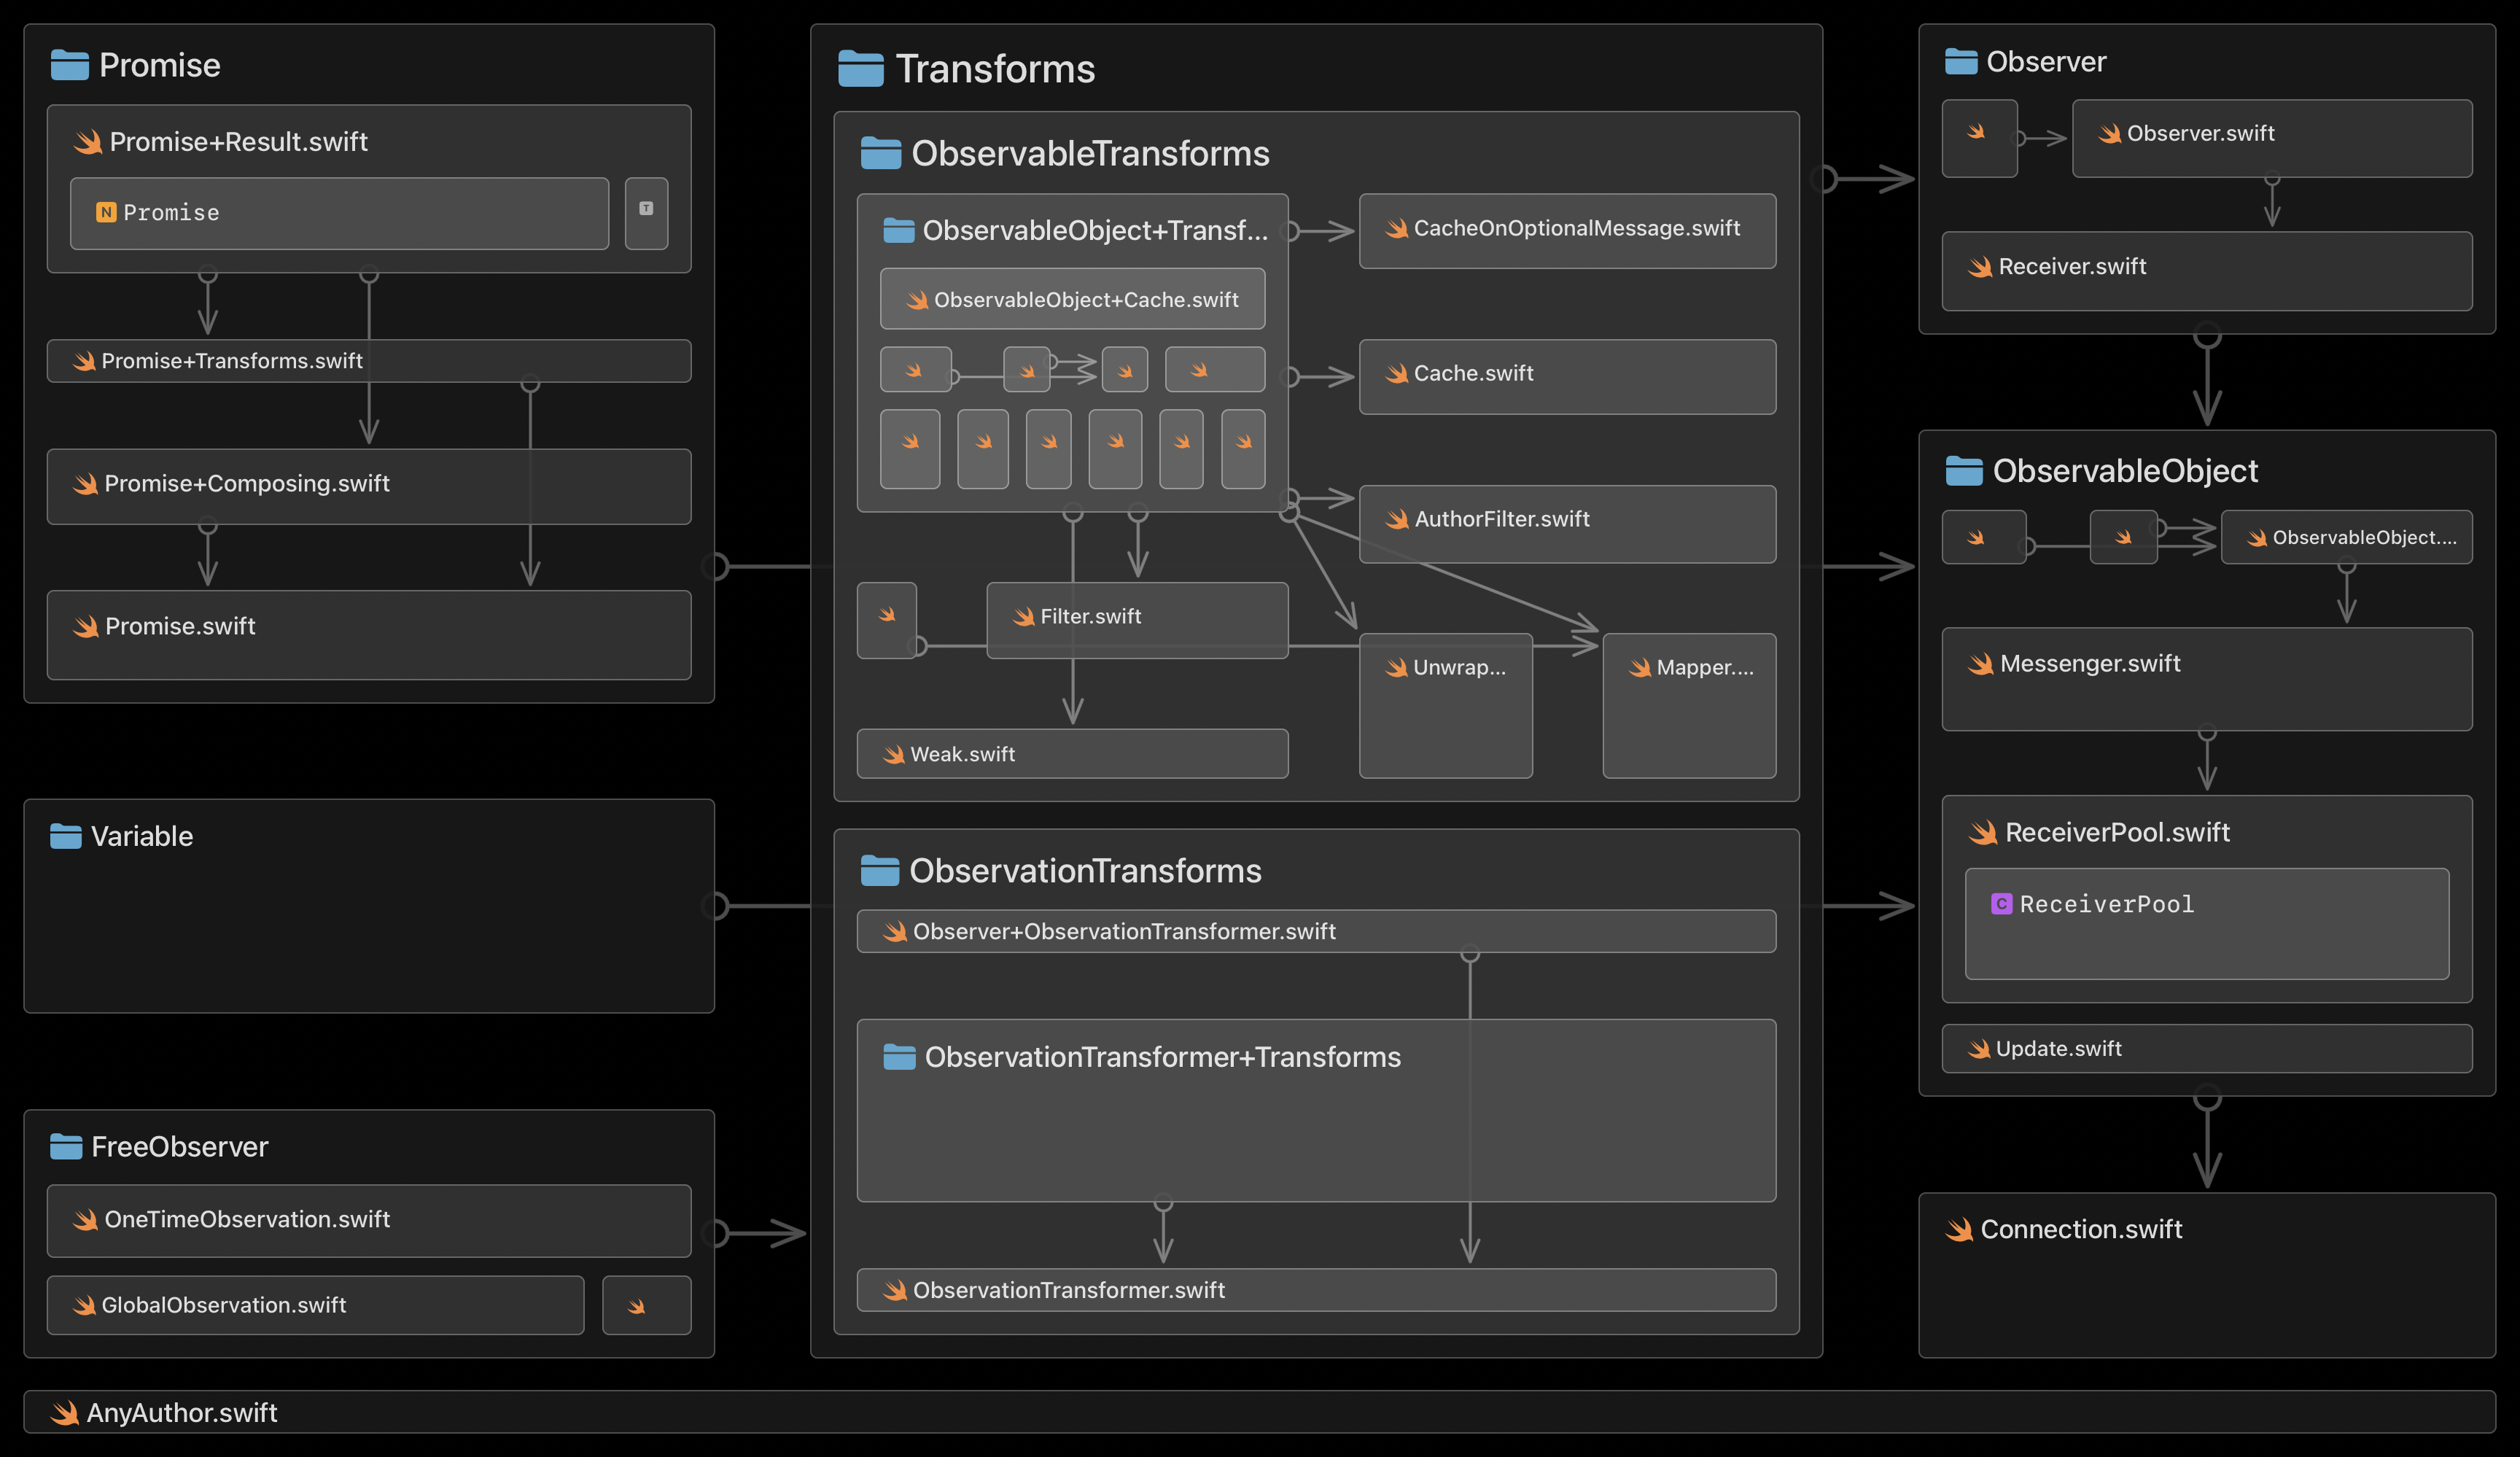 Promise
Promise+Result.swift
N Promise
T
Promise+Transforms.swift
Promise+Composing.swift
Promise.swift
Variable
FreeObserver
OneTimeObservation.swift
GlobalObservation.swift
Transforms
ObservableTransforms
ObservableObject+Transf...
ObservableObject+Cache.swift
CacheOnOptionalMessage.swift
Cache.swift
AuthorFilter.swift
Filter.swift
Unwrap...
Mapper....
Weak.swift
ObservationTransforms
Observer+ObservationTransformer.swift
ObservationTransformer+Transforms
ObservationTransformer.swift
Observer
Observer.swift
Receiver.swift
ObservableObject
ObservableObject....
Messenger.swift
ReceiverPool.swift
C ReceiverPool
Update.swift
Connection.swift
AnyAuthor.swift